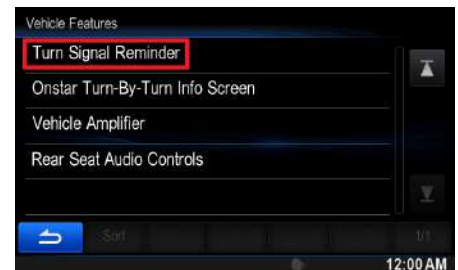 Vehicle Features
Turn Signal Reminder
Onstar Turn-By-Turn Info Screen
Vehicle Amplifier
Rear Seat Audio Controls
Sort
1/1
12:00 AM